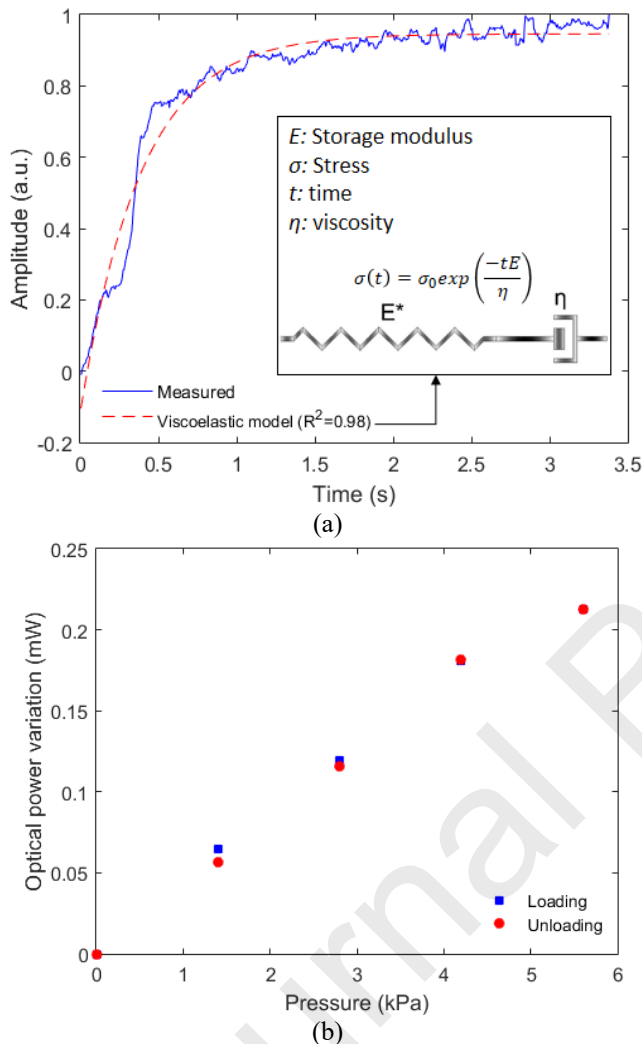 1
0.8
0.6
0.4
0.2
0
-0.2
Amplitude (a.u.)
E: Storage modulus
σ: Stress
t: time
η: viscosity
σ(t) = σ₀exp(-tE/η)
E*
η
Measured
Viscoelastic model (R²=0.98)
0 0.5 1 1.5 2 2.5 3 3.5
Time (s)
(a)
0.25
0.2
0.15
0.1
0.05
0
Optical power variation (mW)
Loading
Unloading
0 1 2 3 4 5 6
Pressure (kPa)
(b)